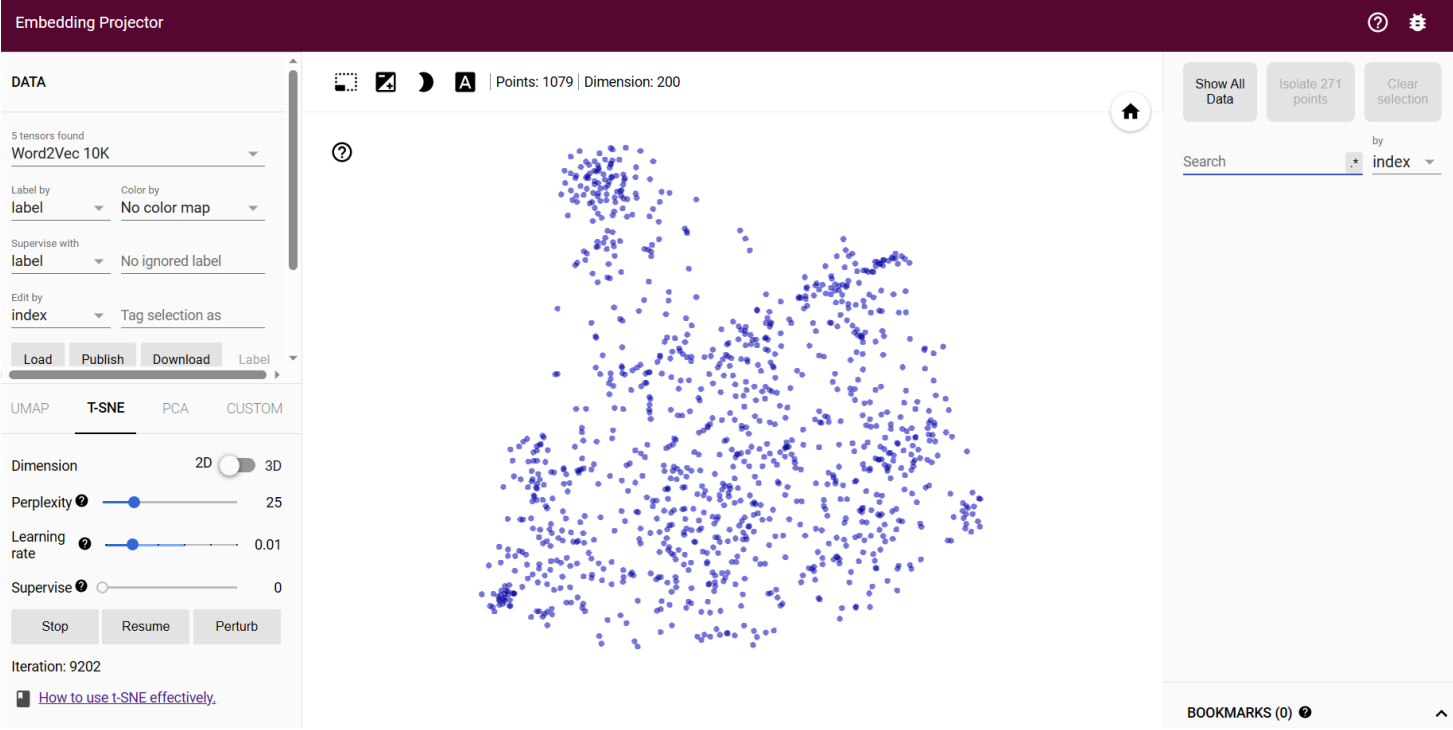 Embedding Projector
DATA
5 tensors found
Word2Vec 10K
Label by
Color by
label
No color map
Supervise with
label
No ignored label
Edit by
index
Tag selection as
Load
Publish
Download
Label
UMAP
T-SNE
PCA
CUSTOM
Dimension
2D
3D
Perplexity
25
Learning
rate
0.01
Supervise
0
Stop
Resume
Perturb
Iteration: 9202
How to use t-SNE effectively.
A
Points: 1079
Dimension: 200
Show All
Data
Isolate 271
points
Clear
selection
Search
.*
by
index
BOOKMARKS (0)